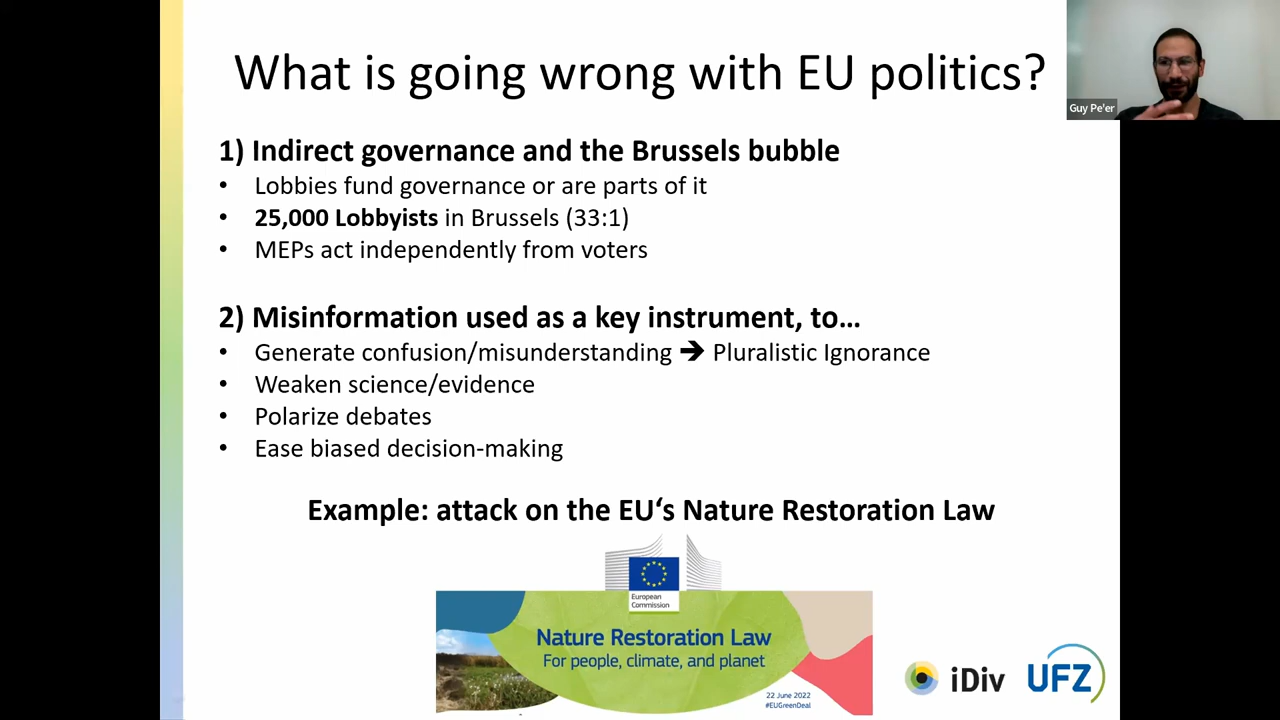 What is going wrong with EU politics?
Guy Pe'er
1) Indirect governance and the Brussels bubble
• Lobbies fund governance or are parts of it
• 25,000 Lobbyists in Brussels (33:1)
• MEPs act independently from voters
2) Misinformation used as a key instrument, to…
• Generate confusion/misunderstanding 🡲 Pluralistic Ignorance
• Weaken science/evidence
• Polarize debates
• Ease biased decision-making
Example: attack on the EU‘s Nature Restoration Law
European
Commission
Nature Restoration Law
For people, climate, and planet
22 June 2022
#EUGreenDeal
iDiv
UFZ